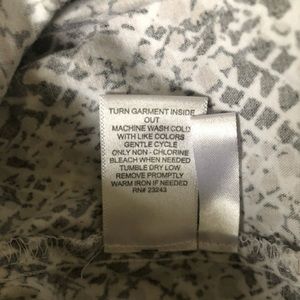 TURN GARMENT INSIDE
OUT
MACHINE WASH COLD
WITH LIKE COLORS
GENTLE CYCLE
ONLY NON - CHLORINE
BLEACH WHEN NEEDED
TUMBLE DRY LOW
REMOVE PROMPTLY
WARM IRON IF NEEDED
RN# 23243